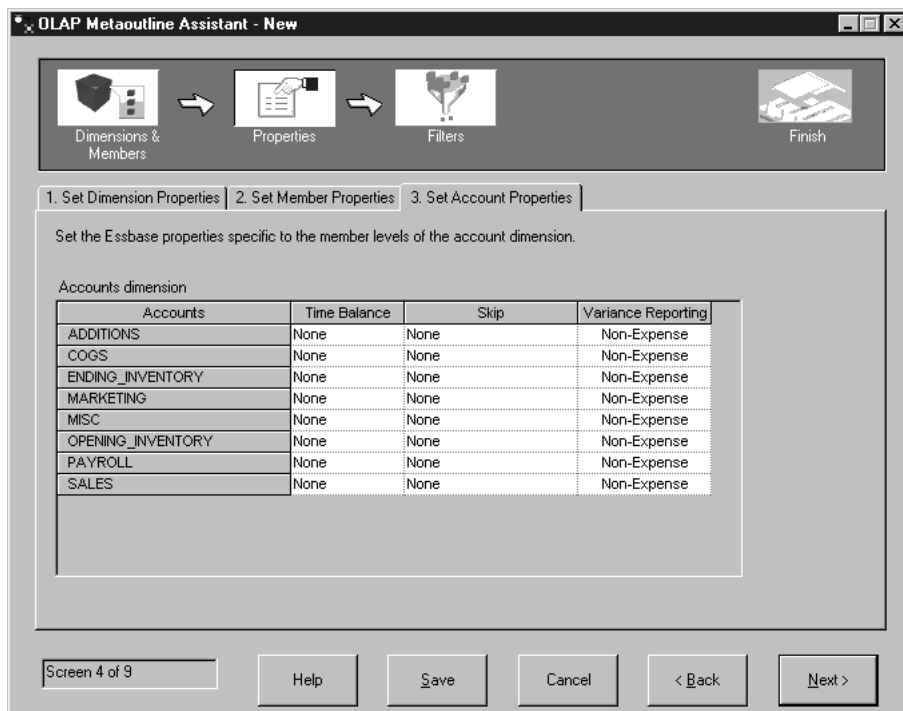 OLAP Metaoutline Assistant - New
Dimensions &
Members
Properties
Filters
Finish
1. Set Dimension Properties
2. Set Member Properties
3. Set Account Properties
Set the Essbase properties specific to the member levels of the account dimension.
Accounts dimension
Accounts Time Balance Skip Variance Reporting
ADDITIONS None None Non-Expense
COGS None None Non-Expense
ENDING_INVENTORY None None Non-Expense
MARKETING None None Non-Expense
MISC None None Non-Expense
OPENING_INVENTORY None None Non-Expense
PAYROLL None None Non-Expense
SALES None None Non-Expense
Screen 4 of 9
Help
Save
Cancel
< Back
Next >